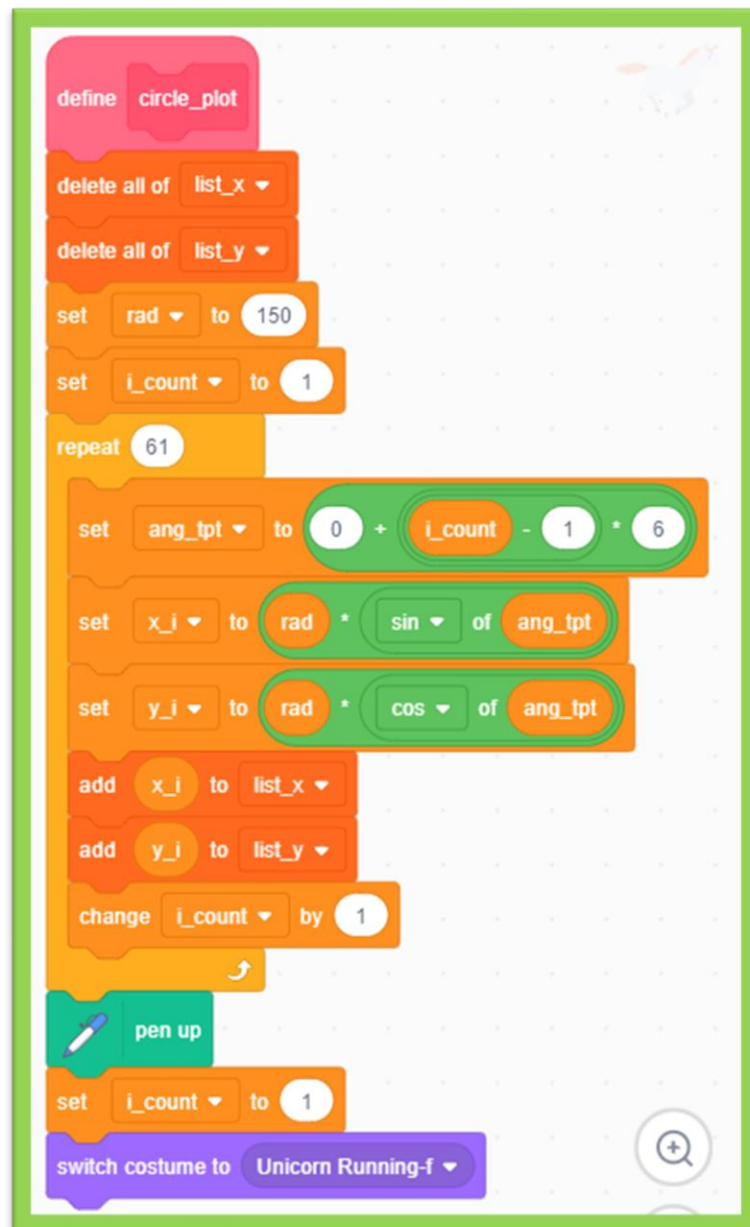 define circle_plot
delete all of list_x
delete all of list_y
set rad to 150
set i_count to 1
repeat 61
set ang_tpt to 0 + i_count - 1 * 6
set x_i to rad * sin of ang_tpt
set y_i to rad * cos of ang_tpt
add x_i to list_x
add y_i to list_y
change i_count by 1
pen up
set i_count to 1
switch costume to Unicorn Running-f